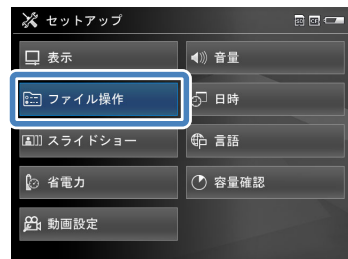 セットアップ
表示
音量
ファイル操作
日時
スライドショー
言語
省電力
容量確認
動画設定